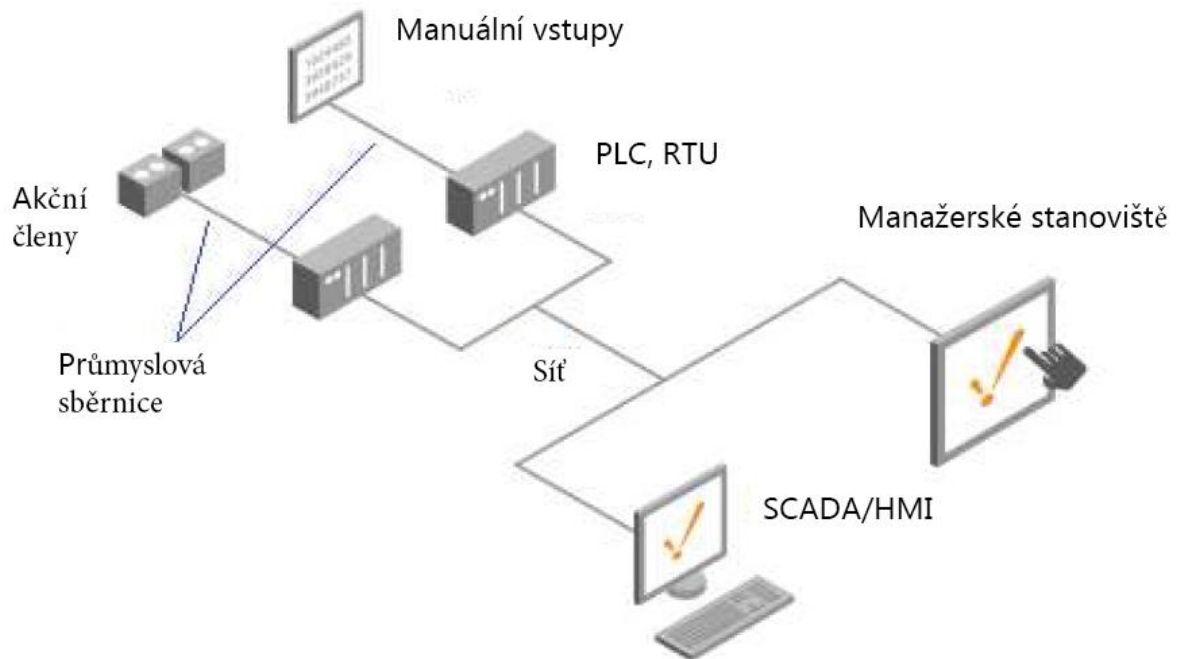 Manuální vstupy
PLC, RTU
Akční
členy
Manažerské stanoviště
Průmyslová
sběrnice
Síť
SCADA/HMI